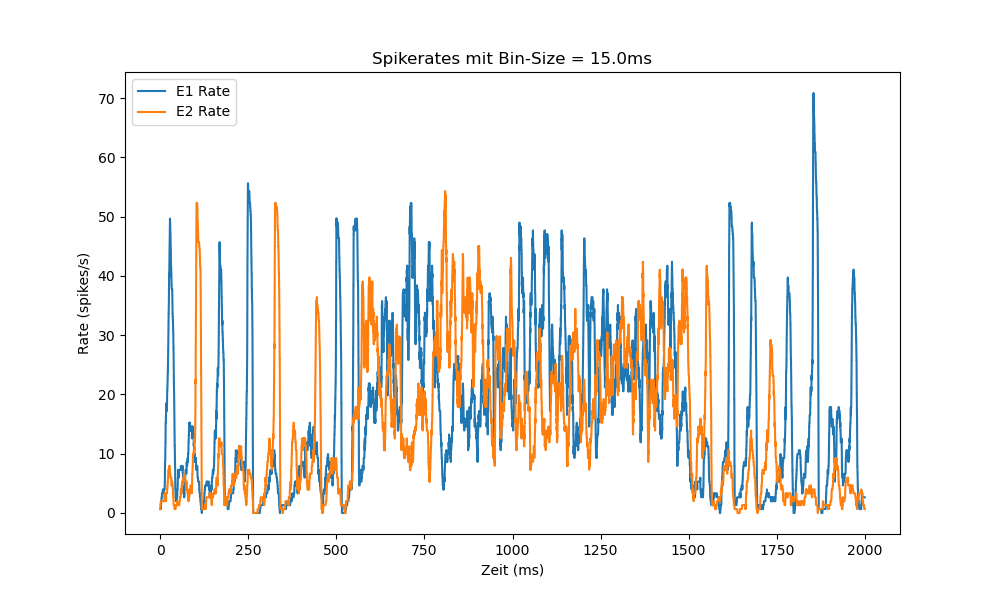 Spikerates mit Bin-Size = 15.0ms
E1 Rate
E2 Rate
Rate (spikes/s)
70
60
50
40
30
20
10
0
0 250 500 750 1000 1250 1500 1750 2000
Zeit (ms)